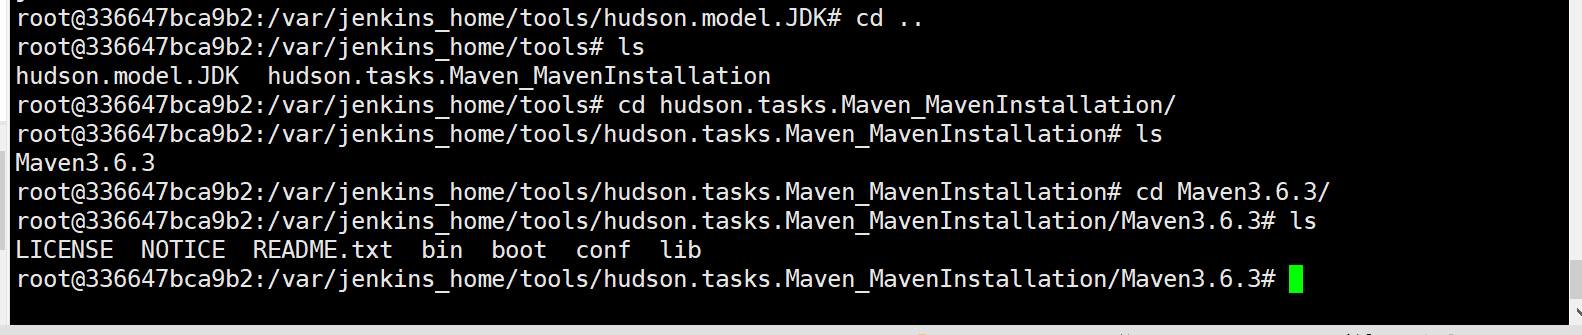 root@336647bca9b2:/var/jenkins_home/tools/hudson.model.JDK# cd ..
root@336647bca9b2:/var/jenkins_home/tools# ls
hudson.model.JDK  hudson.tasks.Maven_MavenInstallation
root@336647bca9b2:/var/jenkins_home/tools# cd hudson.tasks.Maven_MavenInstallation/
root@336647bca9b2:/var/jenkins_home/tools/hudson.tasks.Maven_MavenInstallation# ls
Maven3.6.3
root@336647bca9b2:/var/jenkins_home/tools/hudson.tasks.Maven_MavenInstallation# cd Maven3.6.3/
root@336647bca9b2:/var/jenkins_home/tools/hudson.tasks.Maven_MavenInstallation/Maven3.6.3# ls
LICENSE  NOTICE  README.txt  bin  boot  conf  lib
root@336647bca9b2:/var/jenkins_home/tools/hudson.tasks.Maven_MavenInstallation/Maven3.6.3#